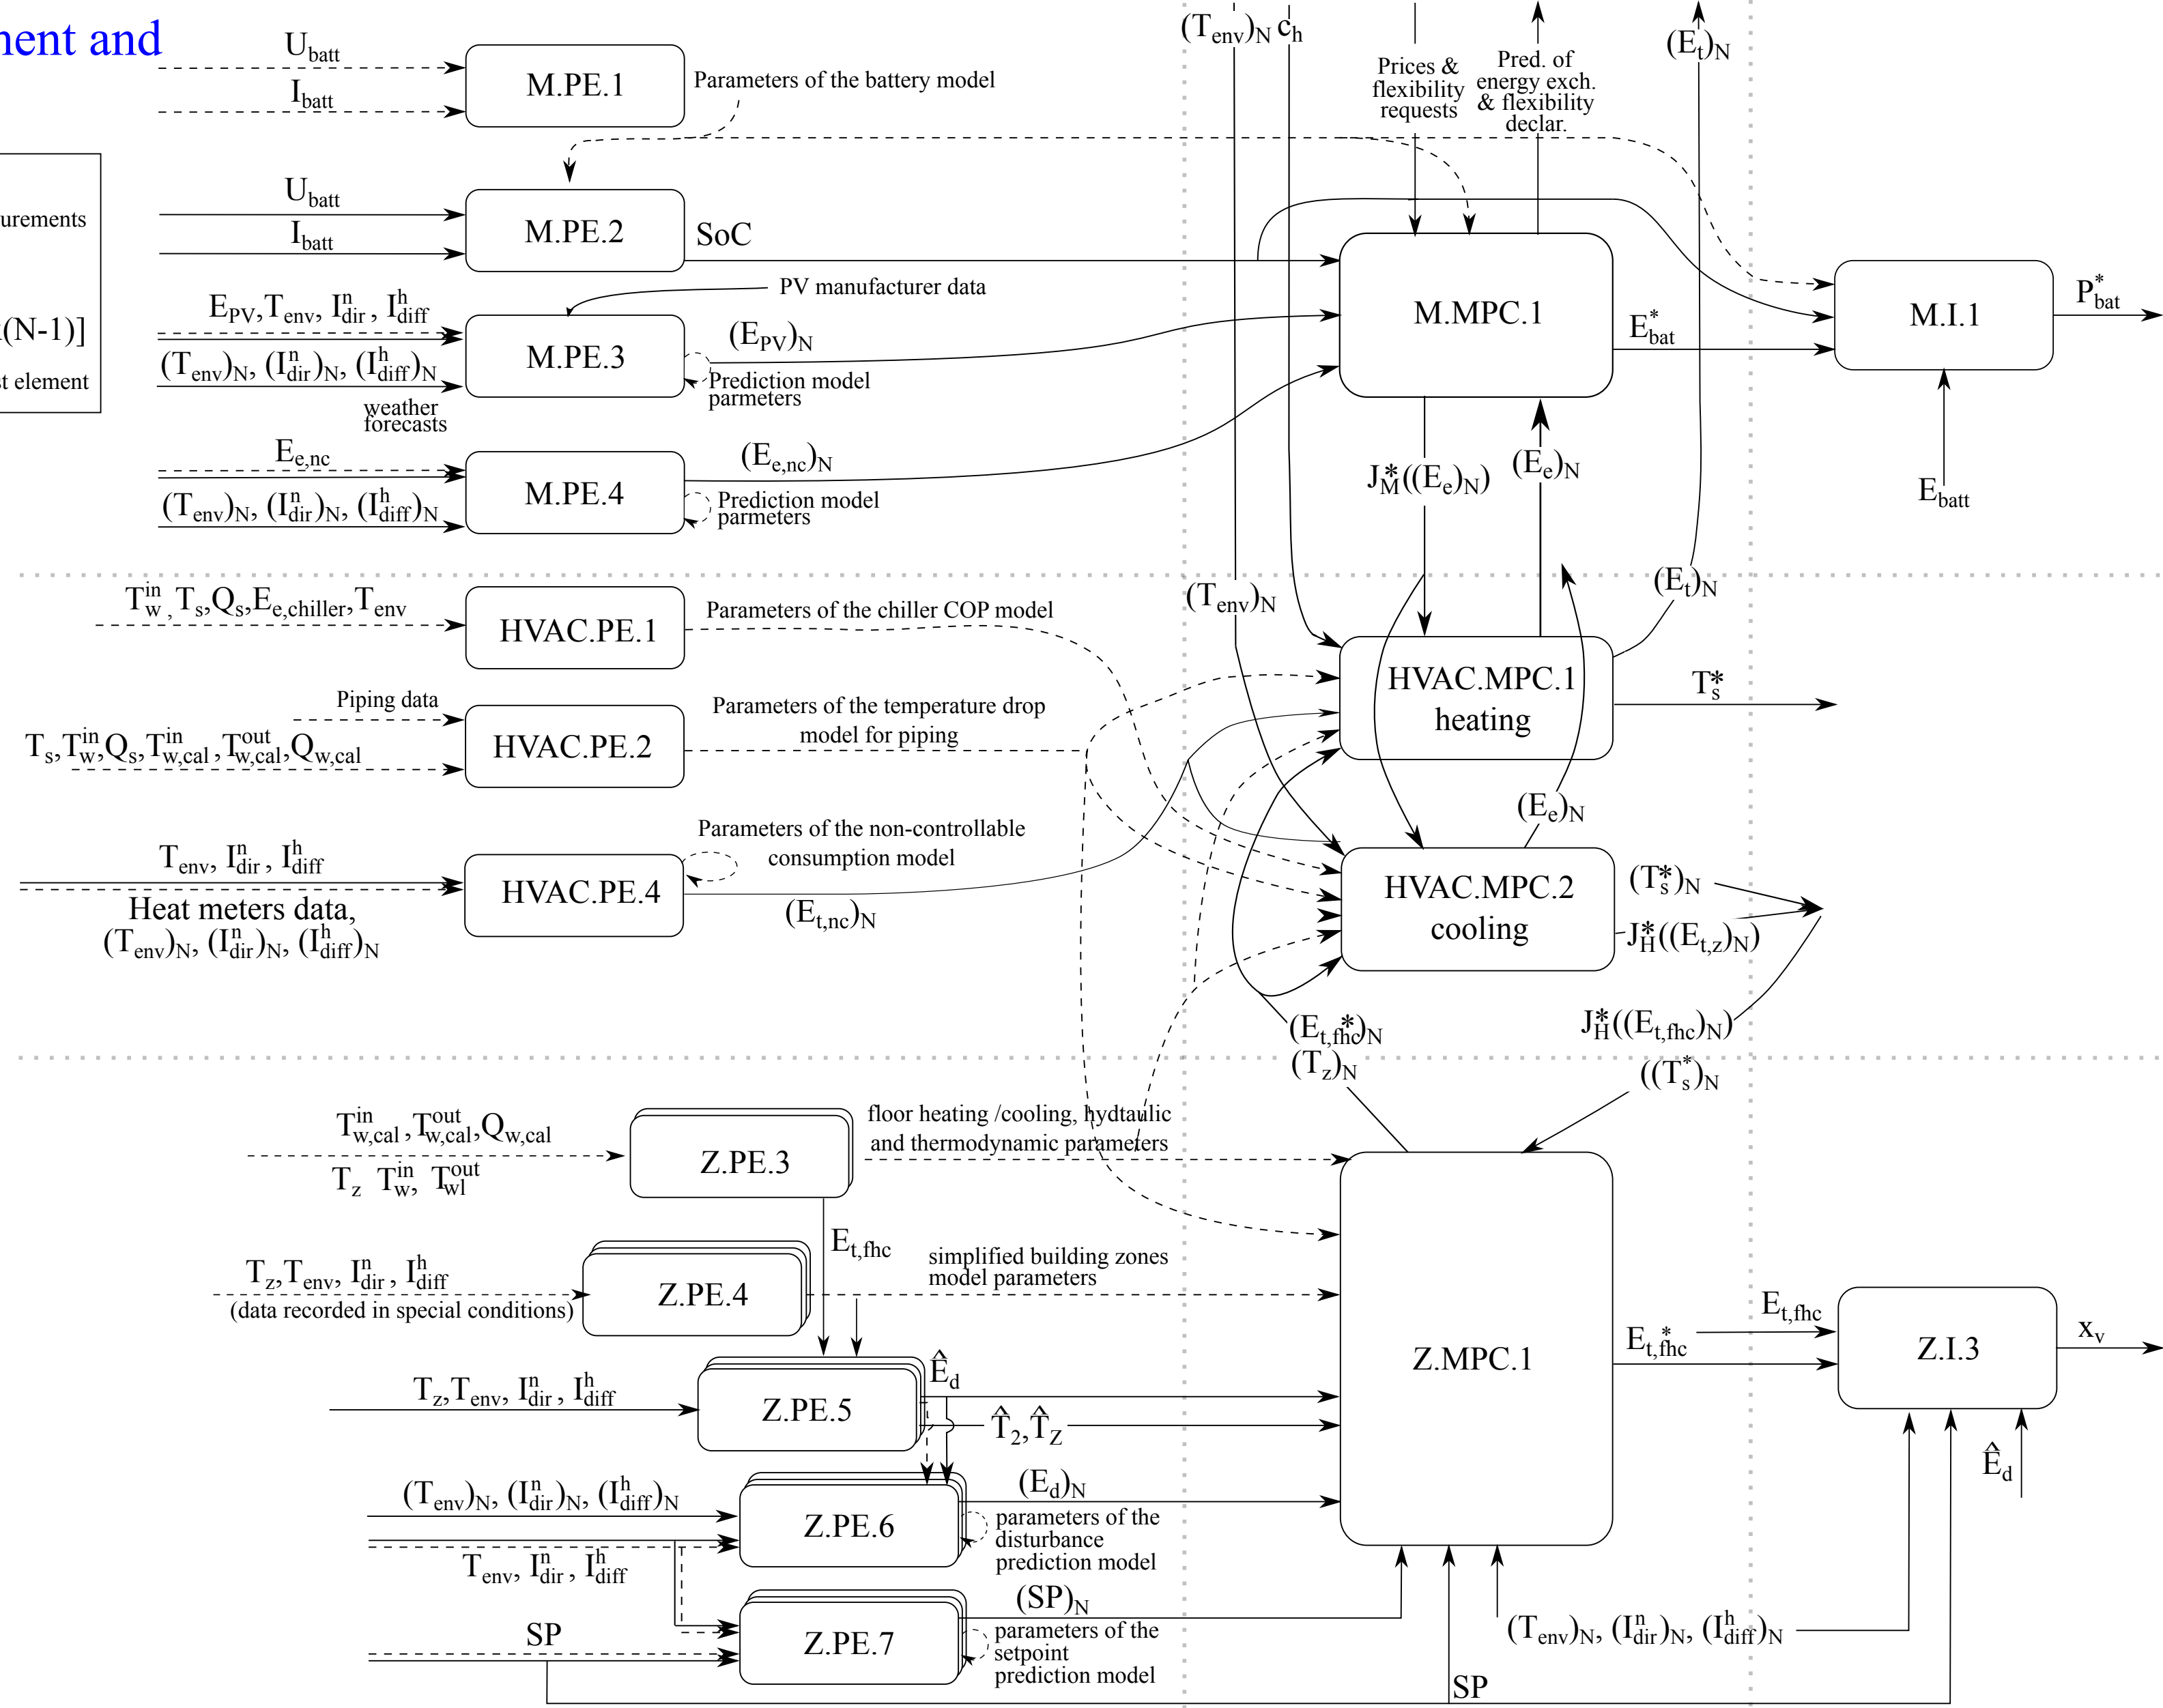 nent and
urements
(N-1)]
st element
U_batt
I_batt
M.PE.1
Parameters of the battery model
U_batt
I_batt
M.PE.2
SoC
PV manufacturer data
E_PV,T_env, I^n_dir, I^h_diff
(T_env)_N, (I^n_dir)_N, (I^h_diff)_N
weather
forecasts
M.PE.3
(E_PV)_N
Prediction model
parmeters
E_e,nc
(T_env)_N, (I^n_dir)_N, (I^h_diff)_N
M.PE.4
(E_e,nc)_N
Prediction model
parmeters
(T_env)_N
c_h
Prices &
flexibility
requests
Pred. of
energy exch.
& flexibility
declar.
(E_t)_N
M.MPC.1
E^*_bat
M.I.1
P^*_bat
E_batt
J^*_M((E_e)_N)
(E_e)_N
T^in_w,T_s,Q_s,E_e,chiller,T_env
HVAC.PE.1
Parameters of the chiller COP model
(T_env)_N
(E_t)_N
Piping data
T_s,T^in_w,Q_s,T^in_w,cal,T^out_w,cal,Q_w,cal
HVAC.PE.2
Parameters of the temperature drop
model for piping
HVAC.MPC.1
heating
T^*_s
(E_e)_N
T_env, I^n_dir, I^h_diff
Heat meters data,
(T_env)_N, (I^n_dir)_N, (I^h_diff)_N
HVAC.PE.4
Parameters of the non-controllable
consumption model
(E_t,nc)_N
HVAC.MPC.2
cooling
(T^*_s)_N
J^*_H((E_t,z)_N)
(E_t,fhc^*)_N
(T_z)_N
J^*_H((E_t,fhc)_N)
((T^*_s)_N
T^in_w,cal,T^out_w,cal,Q_w,cal
T_z T^in_w, T^out_wl
Z.PE.3
floor heating /cooling, hydtaulic
and thermodynamic parameters
E_t,fhc
T_z,T_env, I^n_dir, I^h_diff
(data recorded in special conditions)
Z.PE.4
simplified building zones
model parameters
T_z,T_env, I^n_dir, I^h_diff
Z.PE.5
Ê_d
T̂_2,T̂_Z
Z.MPC.1
E_t,fhc^*
E_t,fhc
Z.I.3
x_v
Ê_d
(T_env)_N, (I^n_dir)_N, (I^h_diff)_N
T_env, I^n_dir, I^h_diff
Z.PE.6
(E_d)_N
parameters of the
disturbance
prediction model
SP
Z.PE.7
(SP)_N
parameters of the
setpoint
prediction model
(T_env)_N, (I^n_dir)_N, (I^h_diff)_N
SP